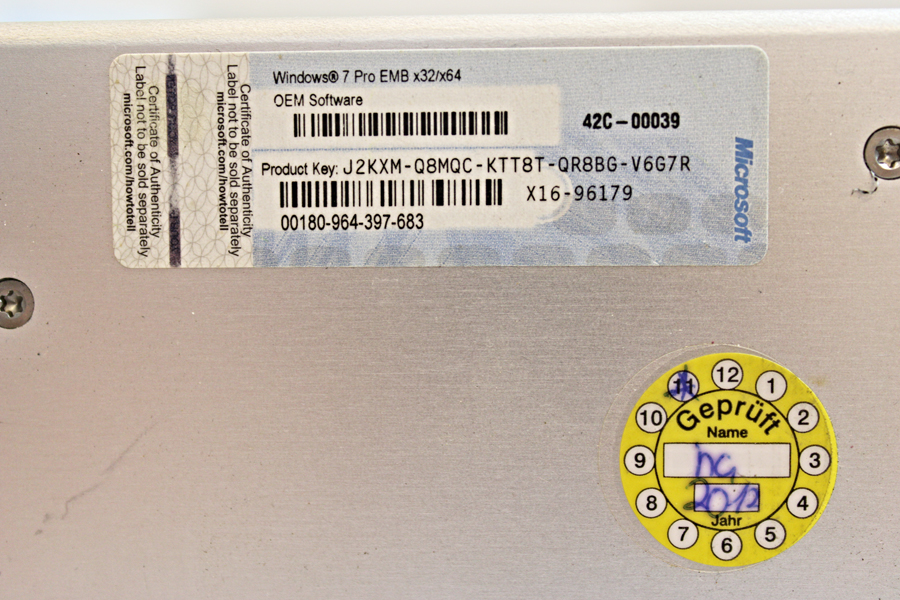 Certificate of Authenticity
Label not to be sold separately
microsoft.com/howtotell
Certificate of Authenticity
Label not to be sold separately
microsoft.com/howtotell
Windows® 7 Pro EMB x32/x64
OEM Software
42C-00039
Product Key: J2KXM-Q8MQC-KTT8T-QR8BG-V6G7R
X16-96179
00180-964-397-683
Microsoft
12
1
2
3
4
5
6
7
8
9
10
11
Geprüft
Name
2012
Jahr